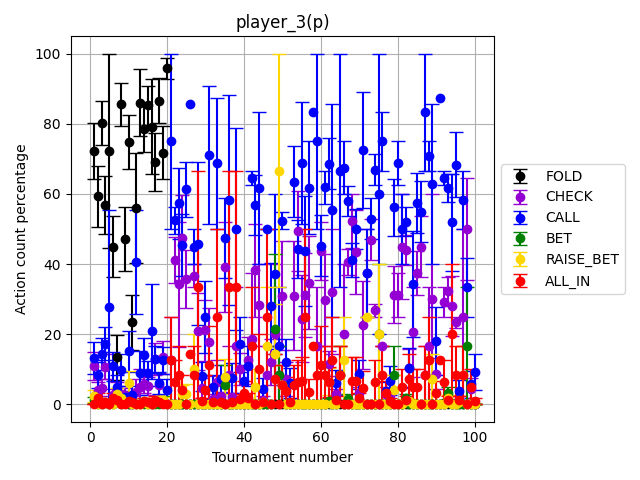 player_3(p)
Action count percentage
100
80
60
40
20
0
0 20 40 60 80 100
Tournament number
FOLD
CHECK
CALL
BET
RAISE_BET
ALL_IN